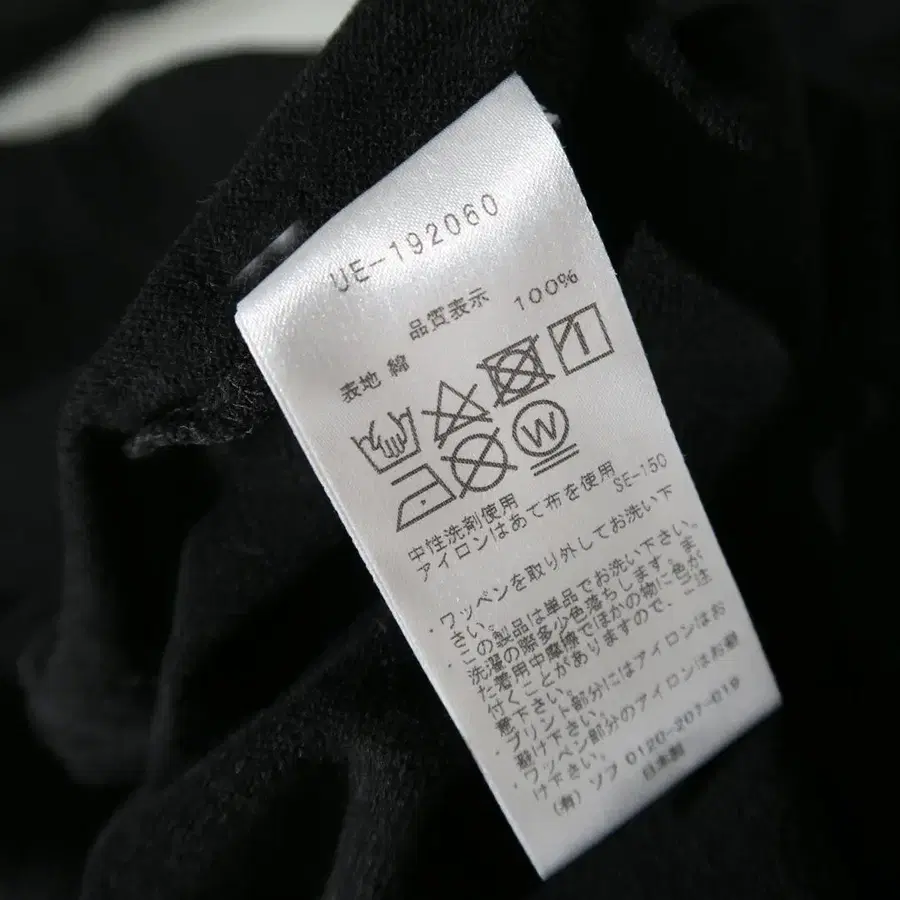 UE-192060
品質表示
表地 綿 100%
W
中性洗剤使用
アイロンはあて布を使用 SE-150
・ワッペンを取り外してお洗い下
さい。
・この製品は単品でお洗い下さい。
洗濯の際多少色落ちします。ま
た着用中摩擦でほかの物に色が
付くことがありますので、ご注
意下さい。
・プリント部分にはアイロンはお
避け下さい。
・ワッペン部分のアイロンはお避
け下さい。
(有) ソフ 0120-207-019
日本製